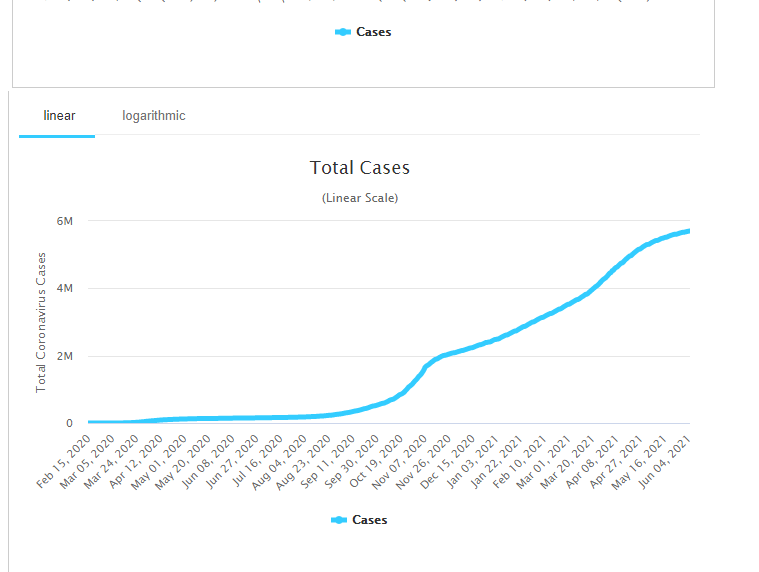 Cases
linear logarithmic
Total Cases
(Linear Scale)
Total Coronavirus Cases
6M
4M
2M
0
Feb 15, 2020
Mar 05, 2020
Mar 24, 2020
Apr 12, 2020
May 01, 2020
May 20, 2020
Jun 08, 2020
Jun 27, 2020
Jul 16, 2020
Aug 04, 2020
Aug 23, 2020
Sep 11, 2020
Sep 30, 2020
Oct 19, 2020
Nov 07, 2020
Nov 26, 2020
Dec 15, 2020
Jan 03, 2021
Jan 22, 2021
Feb 10, 2021
Mar 01, 2021
Mar 20, 2021
Apr 08, 2021
Apr 27, 2021
May 16, 2021
Jun 04, 2021
Cases